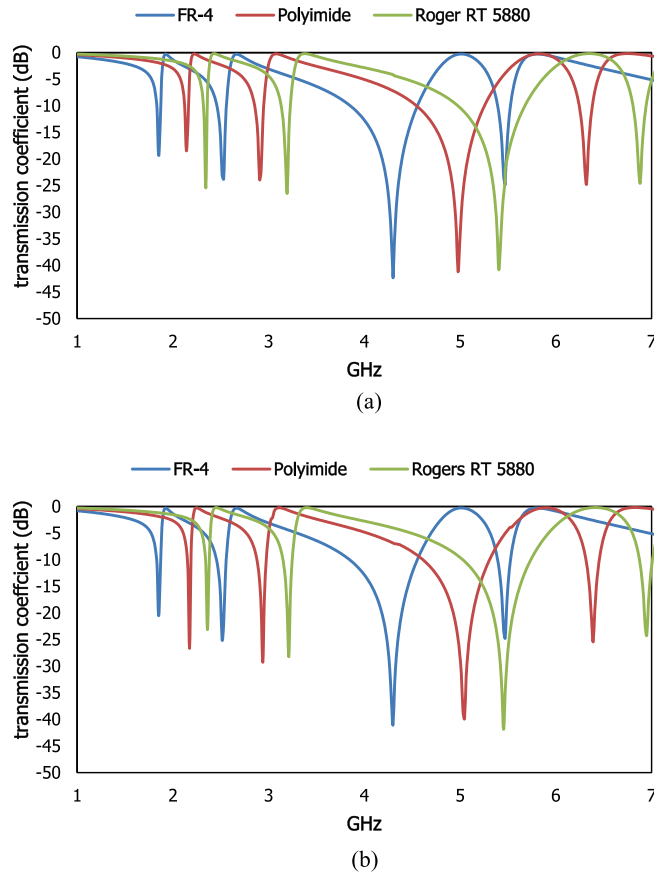 FR-4 Polyimide Roger RT 5880
transmission coefficient (dB)
0
-5
-10
-15
-20
-25
-30
-35
-40
-45
-50
1 2 3 4 5 6 7
GHz
(a)
FR-4 Polyimide Rogers RT 5880
transmission coeffcient (dB)
0
-5
-10
-15
-20
-25
-30
-35
-40
-45
-50
1 2 3 4 5 6 7
GHz
(b)